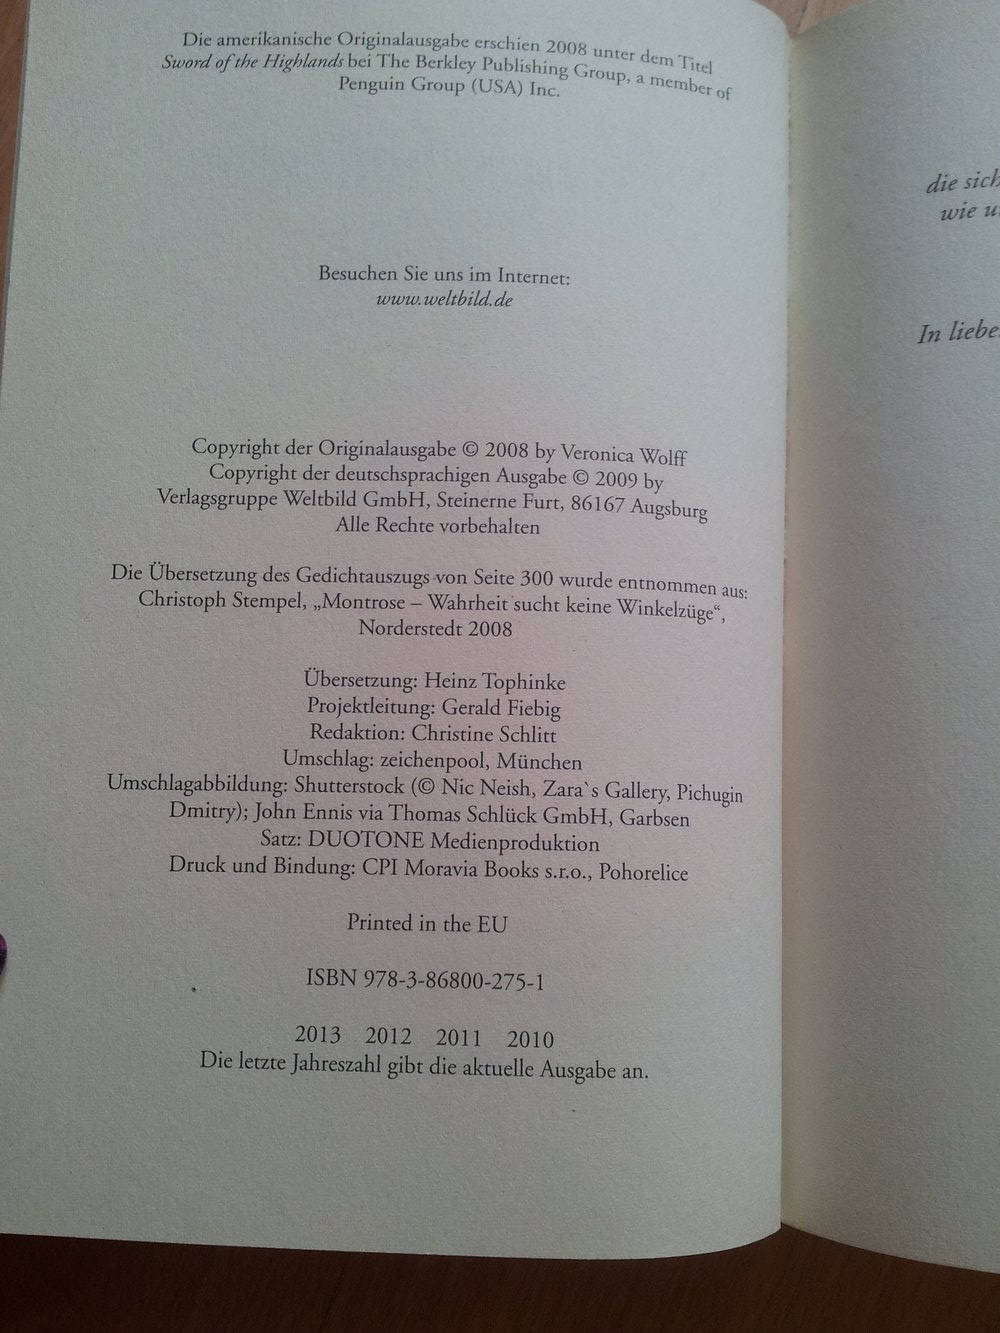 Die amerikanische Originalausgabe erschien 2008 unter dem Titel
Sword of the Highlands bei The Berkley Publishing Group, a member of
Penguin Group (USA) Inc.
Besuchen Sie uns im Internet:
www.weltbild.de
Copyright der Originalausgabe © 2008 by Veronica Wolff
Copyright der deutschsprachigen Ausgabe © 2009 by
Verlagsgruppe Weltbild GmbH, Steinerne Furt, 86167 Augsburg
Alle Rechte vorbehalten
Die Übersetzung des Gedichtauszugs von Seite 300 wurde entnommen aus:
Christoph Stempel, „Montrose – Wahrheit sucht keine Winkelzüge“,
Norderstedt 2008
Übersetzung: Heinz Tophinke
Projektleitung: Gerald Fiebig
Redaktion: Christine Schlitt
Umschlag: zeichenpool, München
Umschlagabbildung: Shutterstock (© Nic Neish, Zara`s Gallery, Pichugin
Dmitry); John Ennis via Thomas Schlück GmbH, Garbsen
Satz: DUOTONE Medienproduktion
Druck und Bindung: CPI Moravia Books s.r.o., Pohorelice
Printed in the EU
ISBN 978-3-86800-275-1
2013 2012 2011 2010
Die letzte Jahreszahl gibt die aktuelle Ausgabe an.
die sich
wie
In liebe